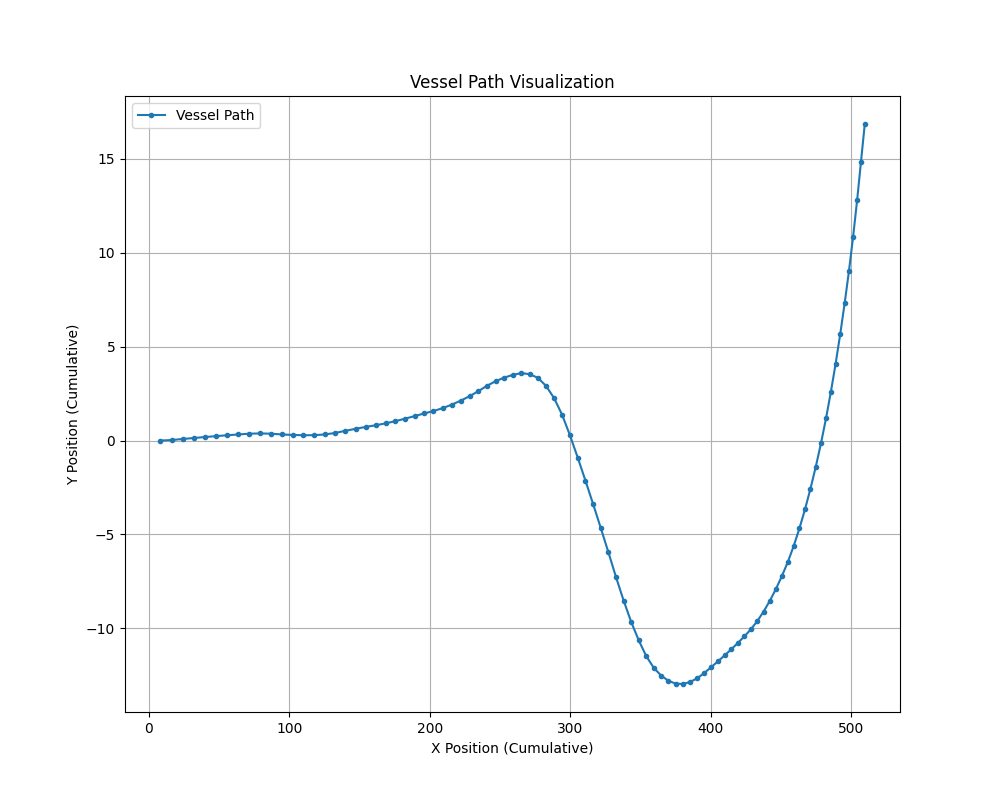 Vessel Path Visualization
Vessel Path
15
10
5
0
−5
−10
Y Position (Cumulative)
0 100 200 300 400 500
X Position (Cumulative)